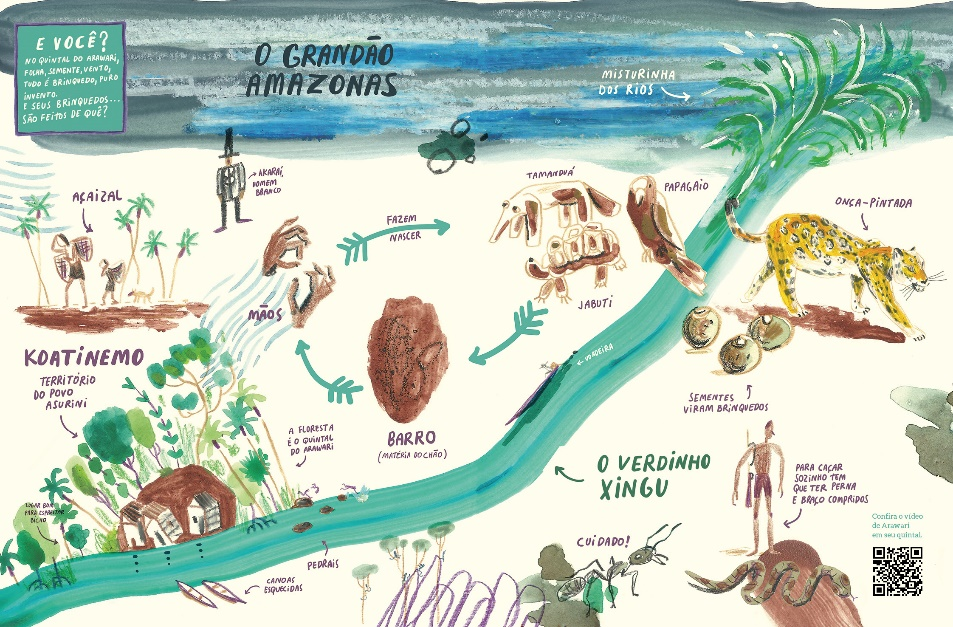 E VOCÊ?
NO QUINTAL DO ARAWARI,
FOLHA, SEMENTE, VENTO,
TUDO É BRINQUEDO, PURO
INVENTO.
E SEUS BRINQUEDOS...
SÃO FEITOS DE QUÊ?
O GRANDÃO
AMAZONAS
MISTURINHA
DOS RIOS
AKARAÍ,
HOMEM
BRANCO
AÇAIZAL
FAZEM
NASCER
TAMANDUÁ
PAPAGAIO
JABUTI
ONÇA-PINTADA
MÃOS
KOATINEMO
TERRITÓRIO
DO POVO
ASURINI
BARRO
(MATÉRIA DO CHÃO)
VOADEIRA
SEMENTES
VIRAM BRINQUEDOS
A FLORESTA
É O QUINTAL
DO ARAWARI
O VERDINHO
XINGU
PARA CAÇAR
SOZINHO TEM
QUE TER PERNA
E BRAÇO COMPRIDOS
LUGAR BOM
PARA ESPANTAR
BICHO
PEDRAIS
CANOAS
ESQUECIDAS
CUIDADO!
Confira o vídeo
de Arawari
em seu quintal.